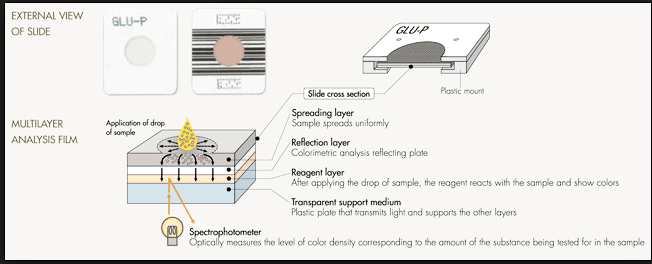 EXTERNAL VIEW
OF SLIDE
GLU-P
GLU-P
Plastic mount
Slide cross section
MULTILAYER
ANALYSIS FILM
Application of drop
of sample
Spreading layer
Sample spreads uniformly
Reflection layer
Colorimetric analysis reflecting plate
Reagent layer
After applying the drop of sample, the reagent reacts with the sample and show colors
Transparent support medium
Plastic plate that transmits light and supports the other layers
Spectrophotometer
Optically measures the level of color density corresponding to the amount of the substance being tested for in the sample